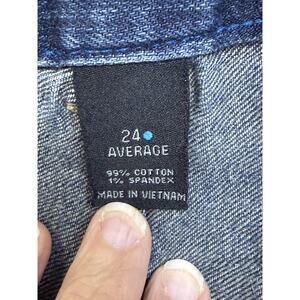 24
AVERAGE
99% COTTON
1% SPANDEX
MADE IN VIETNAM